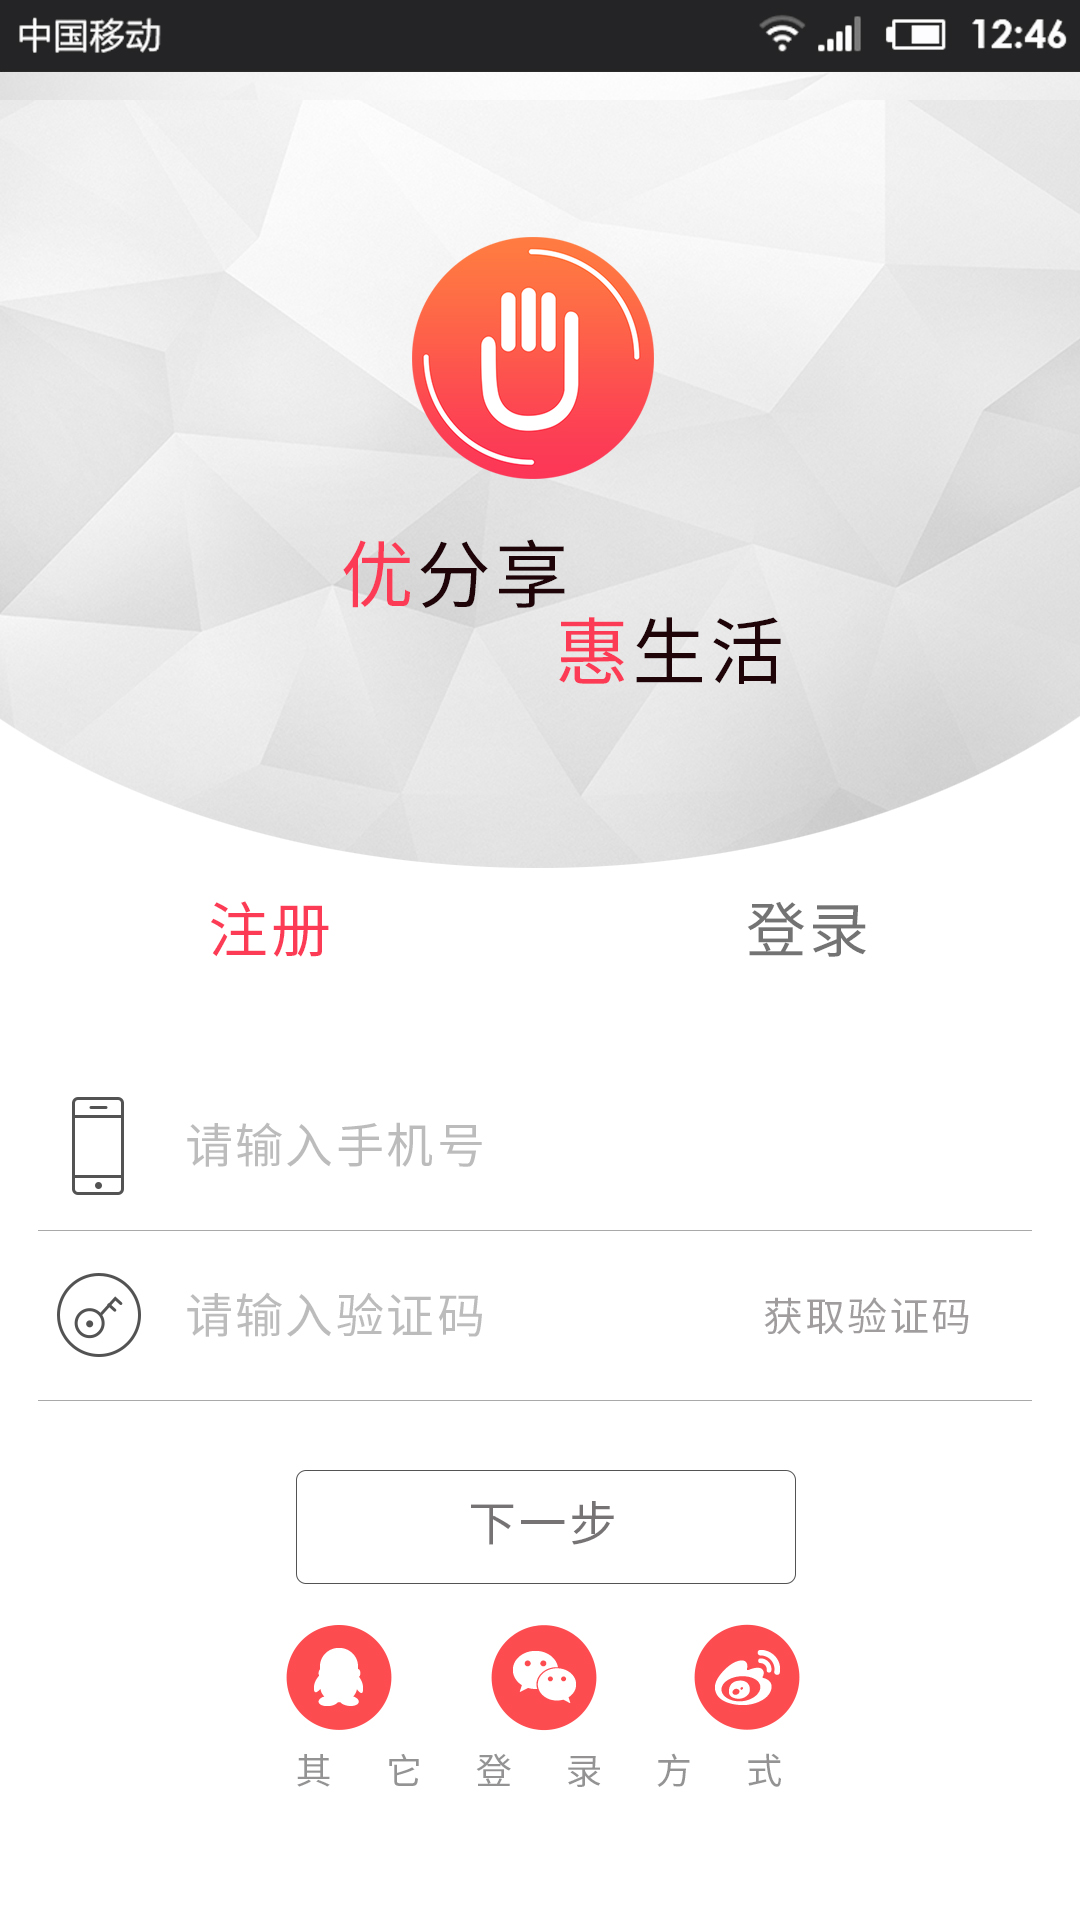 中国移动 12:46
优分享
惠生活
注册 登录
请输入手机号
请输入验证码 获取验证码
下一步
其它登录方式